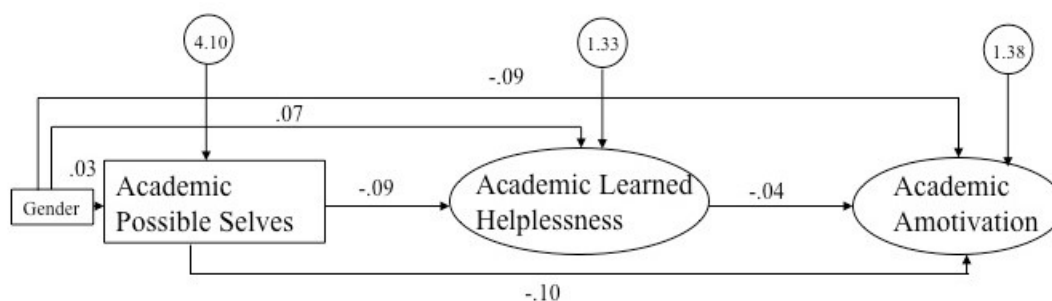 4.10
1.33
1.38
-.09
.07
.03
Gender
Academic
Possible Selves
-.09
Academic Learned
Helplessness
-.04
Academic
Amotivation
-.10